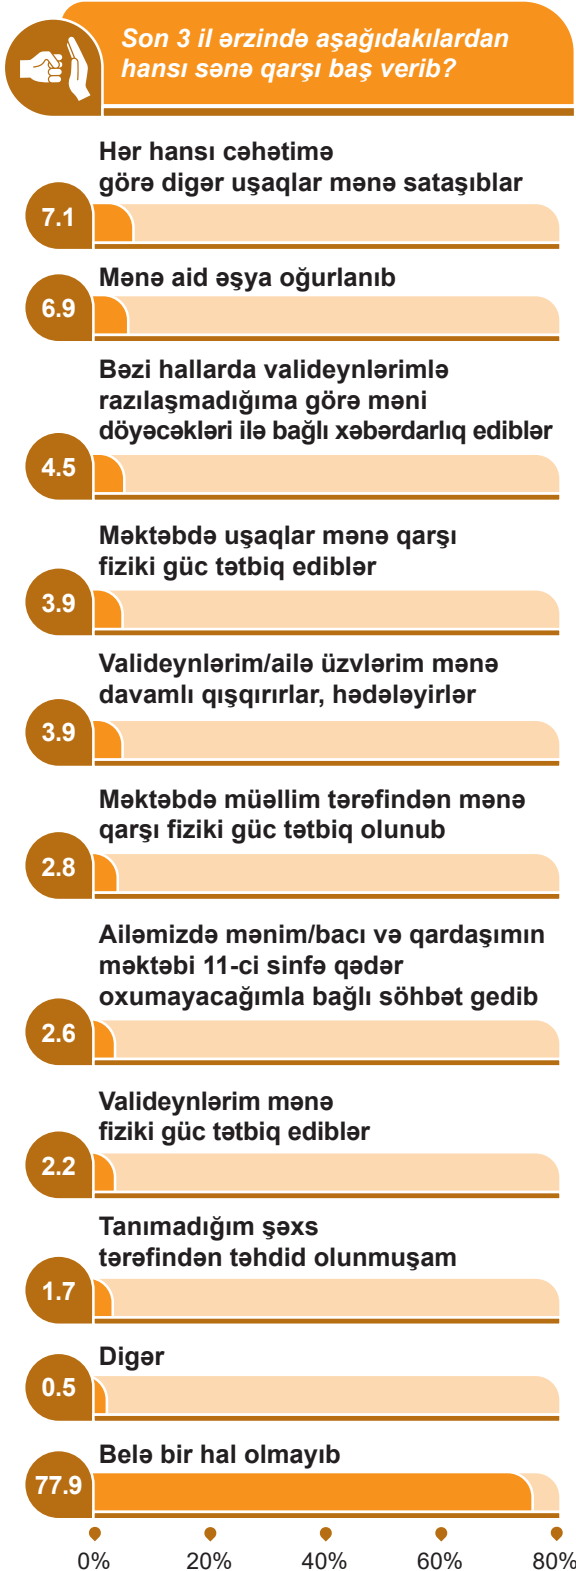 Son 3 il ərzində aşağıdakılardan
hansı sənə qarşı baş verib?
Hər hansı cəhətimə
görə digər uşaqlar mənə sataşıblar
7.1
Mənə aid əşya oğurlanıb
6.9
Bəzi hallarda valideynlərimlə
razılaşmadığıma görə məni
döyəcəkləri ilə bağlı xəbərdarlıq ediblər
4.5
Məktəbdə uşaqlar mənə qarşı
fiziki güc tətbiq ediblər
3.9
Valideynlərim/ailə üzvlərim mənə
davamlı qışqırırlar, hədələyirlər
3.9
Məktəbdə müəllim tərəfindən mənə
qarşı fiziki güc tətbiq olunub
2.8
Ailəmizdə mənim/bacı və qardaşımın
məktəbi 11-ci sinfə qədər
oxumayacağımla bağlı söhbət gedib
2.6
Valideynlərim mənə
fiziki güc tətbiq ediblər
2.2
Tanımadığım şəxs
tərəfindən təhdid olunmuşam
1.7
Digər
0.5
Belə bir hal olmayıb
77.9
0% 20% 40% 60% 80%